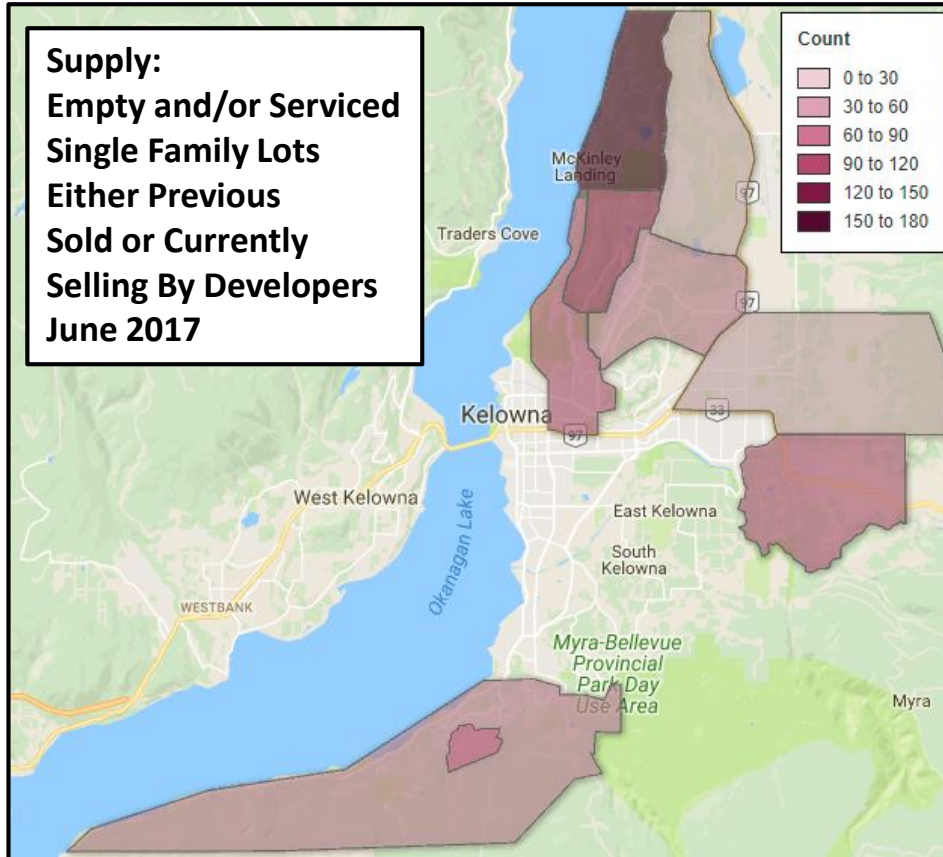 Supply:
Empty and/or Serviced
Single Family Lots
Either Previous
Sold or Currently
Selling By Developers
June 2017
Count
0 to 30
30 to 60
60 to 90
90 to 120
120 to 150
150 to 180
McKinley
Landing
97
Traders Cove
97
Kelowna
33
97
West Kelowna
East Kelowna
South
Kelowna
Okanagan Lake
WESTBANK
Myra-Bellevue
Provincial
Park Day
Use Area
Myra